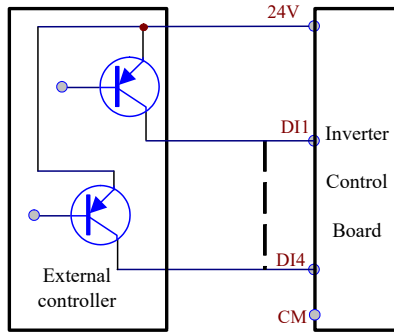 24V
DI1
Inverter
Control
Board
DI4
External
controller
CM